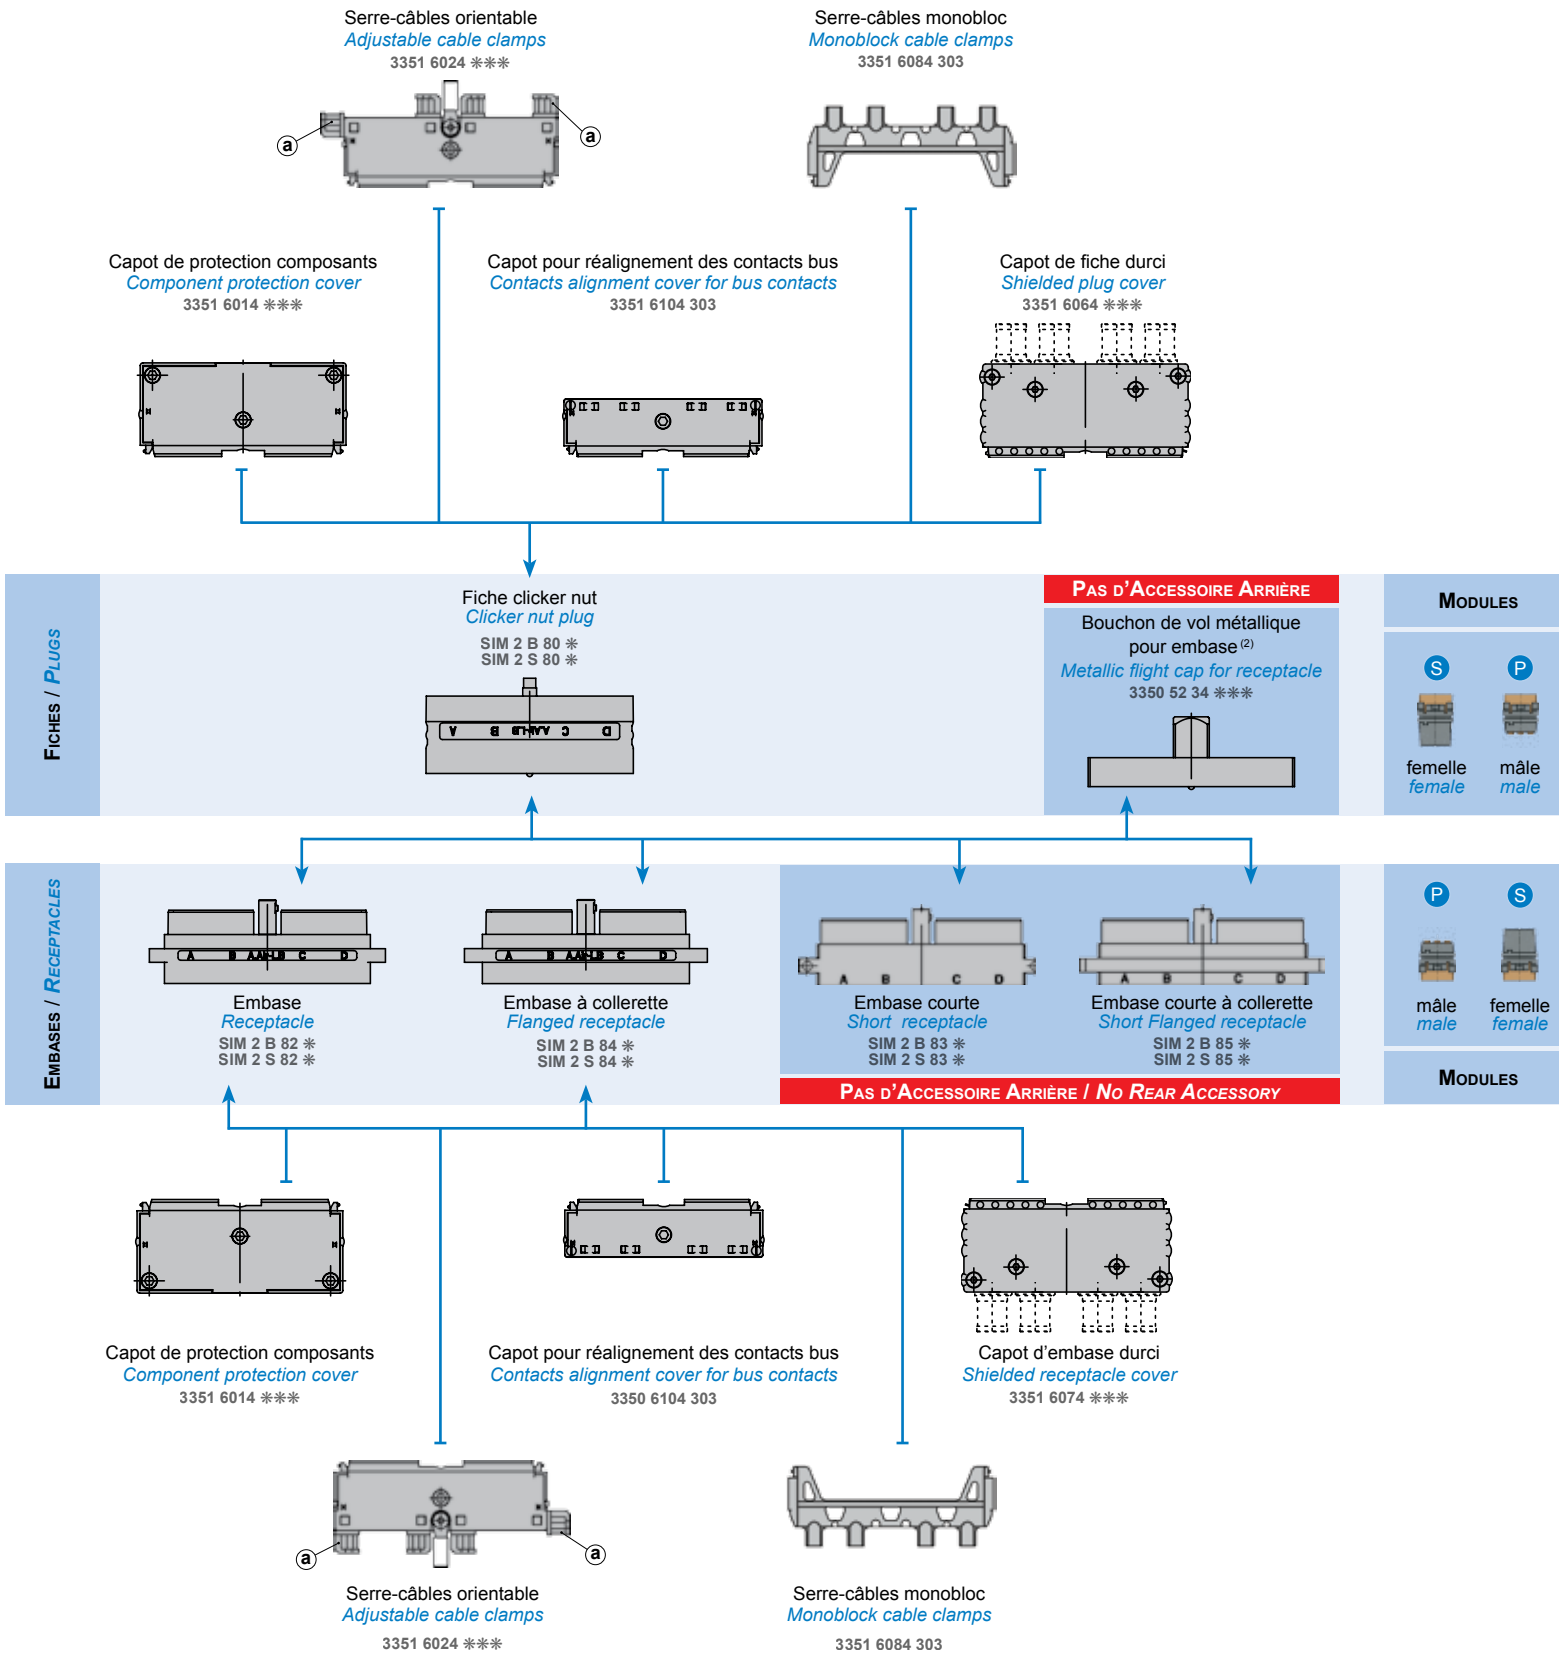 Serre-câbles orientable
Adjustable cable clamps
3351 6024 ✳✳✳
Serre-câbles monobloc
Monoblock cable clamps
3351 6084 303
a
a
Capot de protection composants
Component protection cover
3351 6014 ✳✳✳
Capot pour réalignement des contacts bus
Contacts alignment cover for bus contacts
3351 6104 303
Capot de fiche durci
Shielded plug cover
3351 6064 ✳✳✳
FICHES / PLUGS
Fiche clicker nut
Clicker nut plug
SIM 2 B 80 ✳
SIM 2 S 80 ✳
A B C D
PAS D'ACCESSOIRE ARRIÈRE
Bouchon de vol métallique
pour embase (2)
Metallic flight cap for receptacle
3350 52 34 ✳✳✳
MODULES
S P
femelle mâle
female male
EMBASES / RECEPTACLES
A B C D
Embase
Receptacle
SIM 2 B 82 ✳
SIM 2 S 82 ✳
A B C D
Embase à collerette
Flanged receptacle
SIM 2 B 84 ✳
SIM 2 S 84 ✳
A B C D
Embase courte
Short receptacle
SIM 2 B 83 ✳
SIM 2 S 83 ✳
A B C D
Embase courte à collerette
Short Flanged receptacle
SIM 2 B 85 ✳
SIM 2 S 85 ✳
PAS D'ACCESSOIRE ARRIÈRE / NO REAR ACCESSORY
P S
mâle femelle
male female
MODULES
Capot de protection composants
Component protection cover
3351 6014 ✳✳✳
Capot pour réalignement des contacts bus
Contacts alignment cover for bus contacts
3350 6104 303
Capot d'embase durci
Shielded receptacle cover
3351 6074 ✳✳✳
a
a
Serre-câbles orientable
Adjustable cable clamps
3351 6024 ✳✳✳
Serre-câbles monobloc
Monoblock cable clamps
3351 6084 303